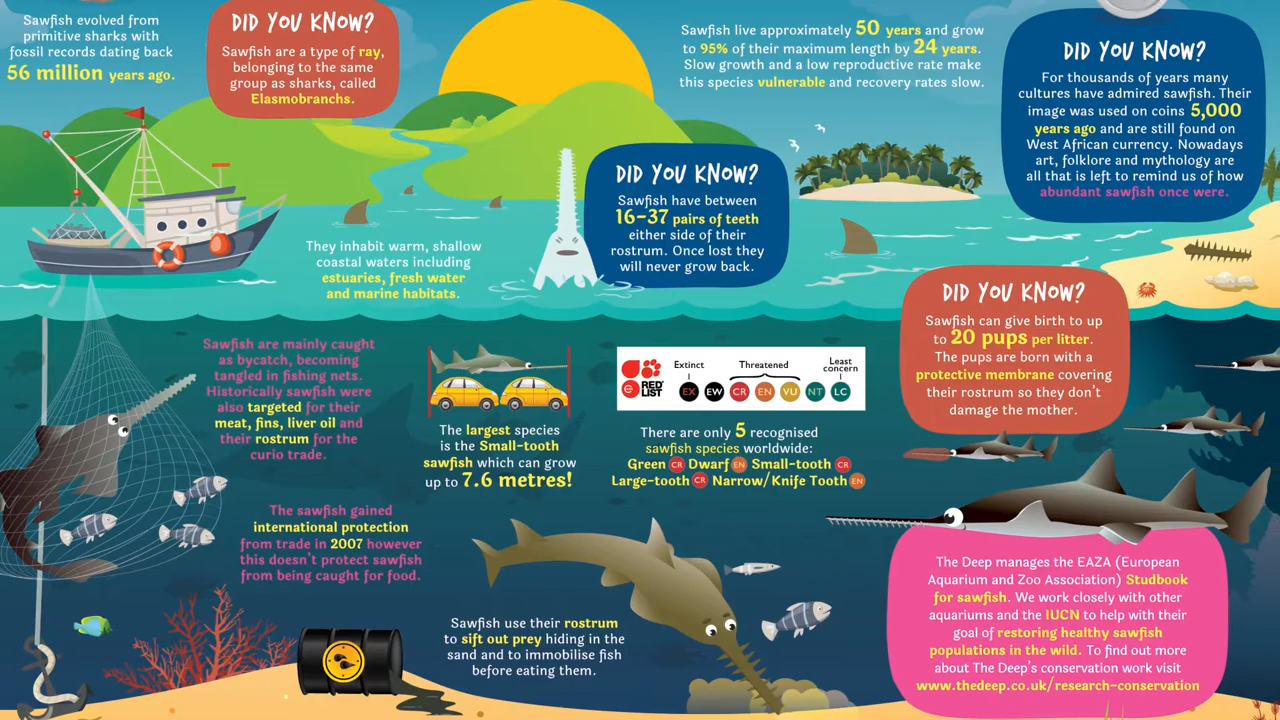 Sawfish evolved from
primitive sharks with
fossil records dating back
56 million years ago.
DID YOU KNOW?
Sawfish are a type of ray,
belonging to the same
group as sharks, called
Elasmobranchs.
Sawfish live approximately 50 years and grow
to 95% of their maximum length by 24 years.
Slow growth and a low reproductive rate make
this species vulnerable and recovery rates slow.
DID YOU KNOW?
For thousands of years many
cultures have admired sawfish. Their
image was used on coins 5,000
years ago and are still found on
West African currency. Nowadays
art, folklore and mythology are
all that is left to remind us of how
abundant sawfish once were.
DID YOU KNOW?
Sawfish have between
16-37 pairs of teeth
either side of their
rostrum. Once lost they
will never grow back.
They inhabit warm, shallow
coastal waters including
estuaries, fresh water
and marine habitats.
DID YOU KNOW?
Sawfish can give birth to up
to 20 pups per litter.
The pups are born with a
protective membrane covering
their rostrum so they don't
damage the mother.
Sawfish are mainly caught
as bycatch, becoming
tangled in fishing nets.
Historically sawfish were
also targeted for their
meat, fins, liver oil and
their rostrum for the
curio trade.
The largest species
is the Small-tooth
sawfish which can grow
up to 7.6 metres!
RED LIST
Extinct
Threatened
Least concern
EX EW CR EN VU NT LC
There are only 5 recognised
sawfish species worldwide:
Green CR Dwarf EN Small-tooth CR
Large-tooth CR Narrow/Knife Tooth EN
The sawfish gained
international protection
from trade in 2007 however
this doesn't protect sawfish
from being caught for food.
Sawfish use their rostrum
to sift out prey hiding in the
sand and to immobilise fish
before eating them.
The Deep manages the EAZA (European
Aquarium and Zoo Association) Studbook
for sawfish. We work closely with other
aquariums and the IUCN to help with their
goal of restoring healthy sawfish
populations in the wild. To find out more
about The Deep's conservation work visit
www.thedeep.co.uk/research-conservation